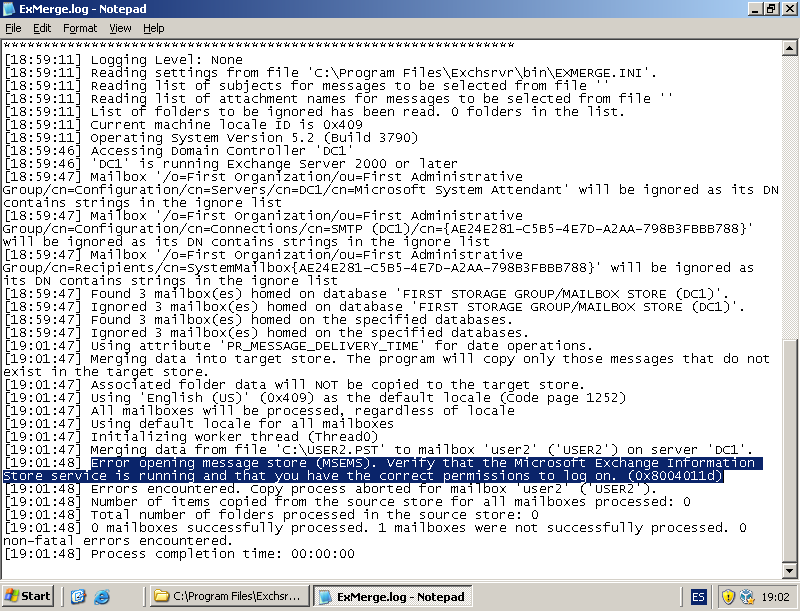 ExMerge.log - Notepad
File Edit Format View Help
********************************************************************
[18:59:11] Logging Level: None
[18:59:11] Reading settings from file 'C:\Program Files\Exchsrvr\bin\EXMERGE.INI'.
[18:59:11] Reading list of subjects for messages to be selected from file ''
[18:59:11] Reading list of attachment names for messages to be selected from file ''
[18:59:11] List of folders to be ignored has been read. 0 folders in the list.
[18:59:11] Current machine locale ID is 0x409
[18:59:11] Operating System Version 5.2 (Build 3790)
[18:59:46] Accessing Domain Controller 'DC1'
[18:59:46] 'DC1' is running Exchange Server 2000 or later
[18:59:47] Mailbox '/o=First Organization/ou=First Administrative
Group/cn=Configuration/cn=Servers/cn=DC1/cn=Microsoft System Attendant' will be ignored as its DN
contains strings in the ignore list
[18:59:47] Mailbox '/o=First Organization/ou=First Administrative
Group/cn=Configuration/cn=Connections/cn=SMTP (DC1)/cn={AE24E281-C5B5-4E7D-A2AA-798B3FBBB788}'
will be ignored as its DN contains strings in the ignore list
[18:59:47] Mailbox '/o=First Organization/ou=First Administrative
Group/cn=Recipients/cn=SystemMailbox{AE24E281-C5B5-4E7D-A2AA-798B3FBBB788}' will be ignored as
its DN contains strings in the ignore list
[18:59:47] Found 3 mailbox(es) homed on database 'FIRST STORAGE GROUP/MAILBOX STORE (DC1)'.
[18:59:47] Ignored 3 mailbox(es) homed on database 'FIRST STORAGE GROUP/MAILBOX STORE (DC1)'.
[18:59:47] Found 3 mailbox(es) homed on the specified databases.
[18:59:47] Ignored 3 mailbox(es) homed on the specified databases.
[19:01:47] Using attribute 'PR_MESSAGE_DELIVERY_TIME' for date operations.
[19:01:47] Merging data into target store. The program will copy only those messages that do not
exist in the target store.
[19:01:47] Associated folder data will NOT be copied to the target store.
[19:01:47] Using 'English (US)' (0x409) as the default locale (Code page 1252)
[19:01:47] All mailboxes will be processed, regardless of locale
[19:01:47] Using default locale for all mailboxes
[19:01:47] Initializing worker thread (Thread0)
[19:01:47] Merging data from file 'C:\USER2.PST' to mailbox 'user2' ('USER2') on server 'DC1'.
[19:01:48] Error opening message store (MSEMS). Verify that the Microsoft Exchange Information
Store service is running and that you have the correct permissions to log on. (0x8004011d)
[19:01:48] Errors encountered. Copy process aborted for mailbox 'user2' ('USER2').
[19:01:48] Number of items copied from the source store for all mailboxes processed: 0
[19:01:48] Total number of folders processed in the source store: 0
[19:01:48] 0 mailboxes successfully processed. 1 mailboxes were not successfully processed. 0
non-fatal errors encountered.
[19:01:48] Process completion time: 00:00:00
Start C:\Program Files\Exchsr... ExMerge.log - Notepad ES 19:02